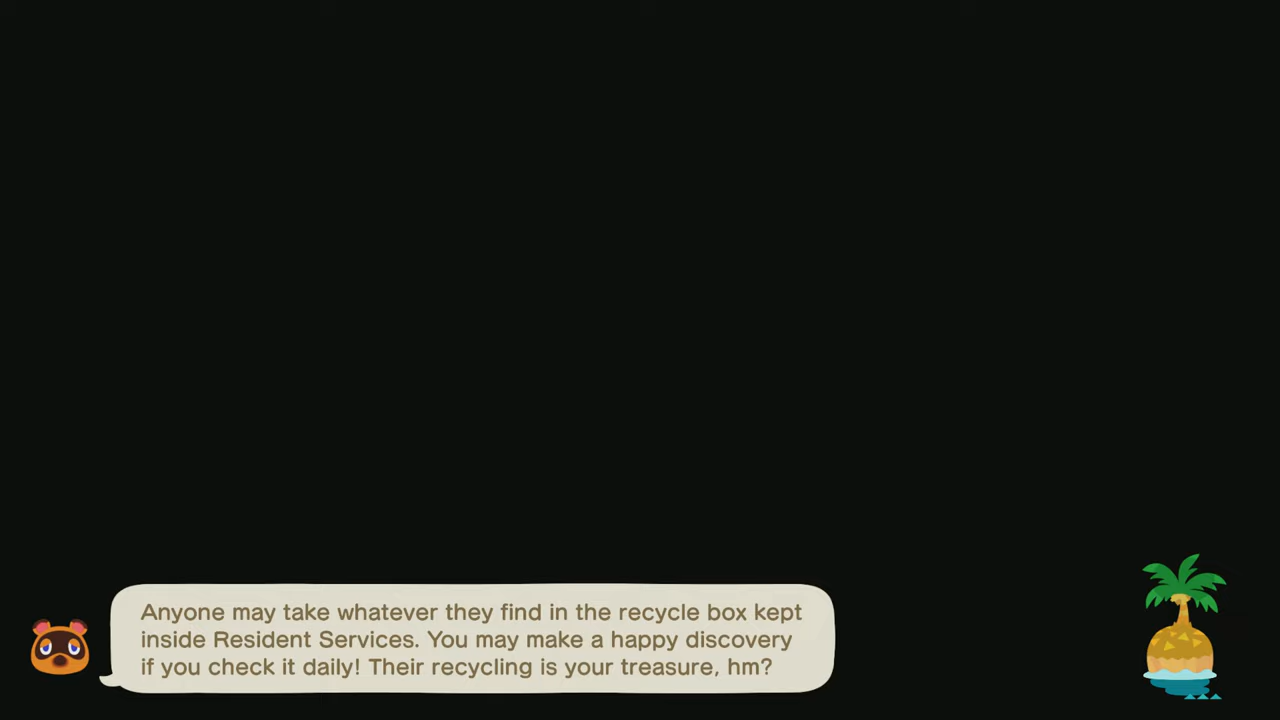 Anyone may take whatever they find in the recycle box kept
inside Resident Services. You may make a happy discovery
if you check it daily! Their recycling is your treasure, hm?